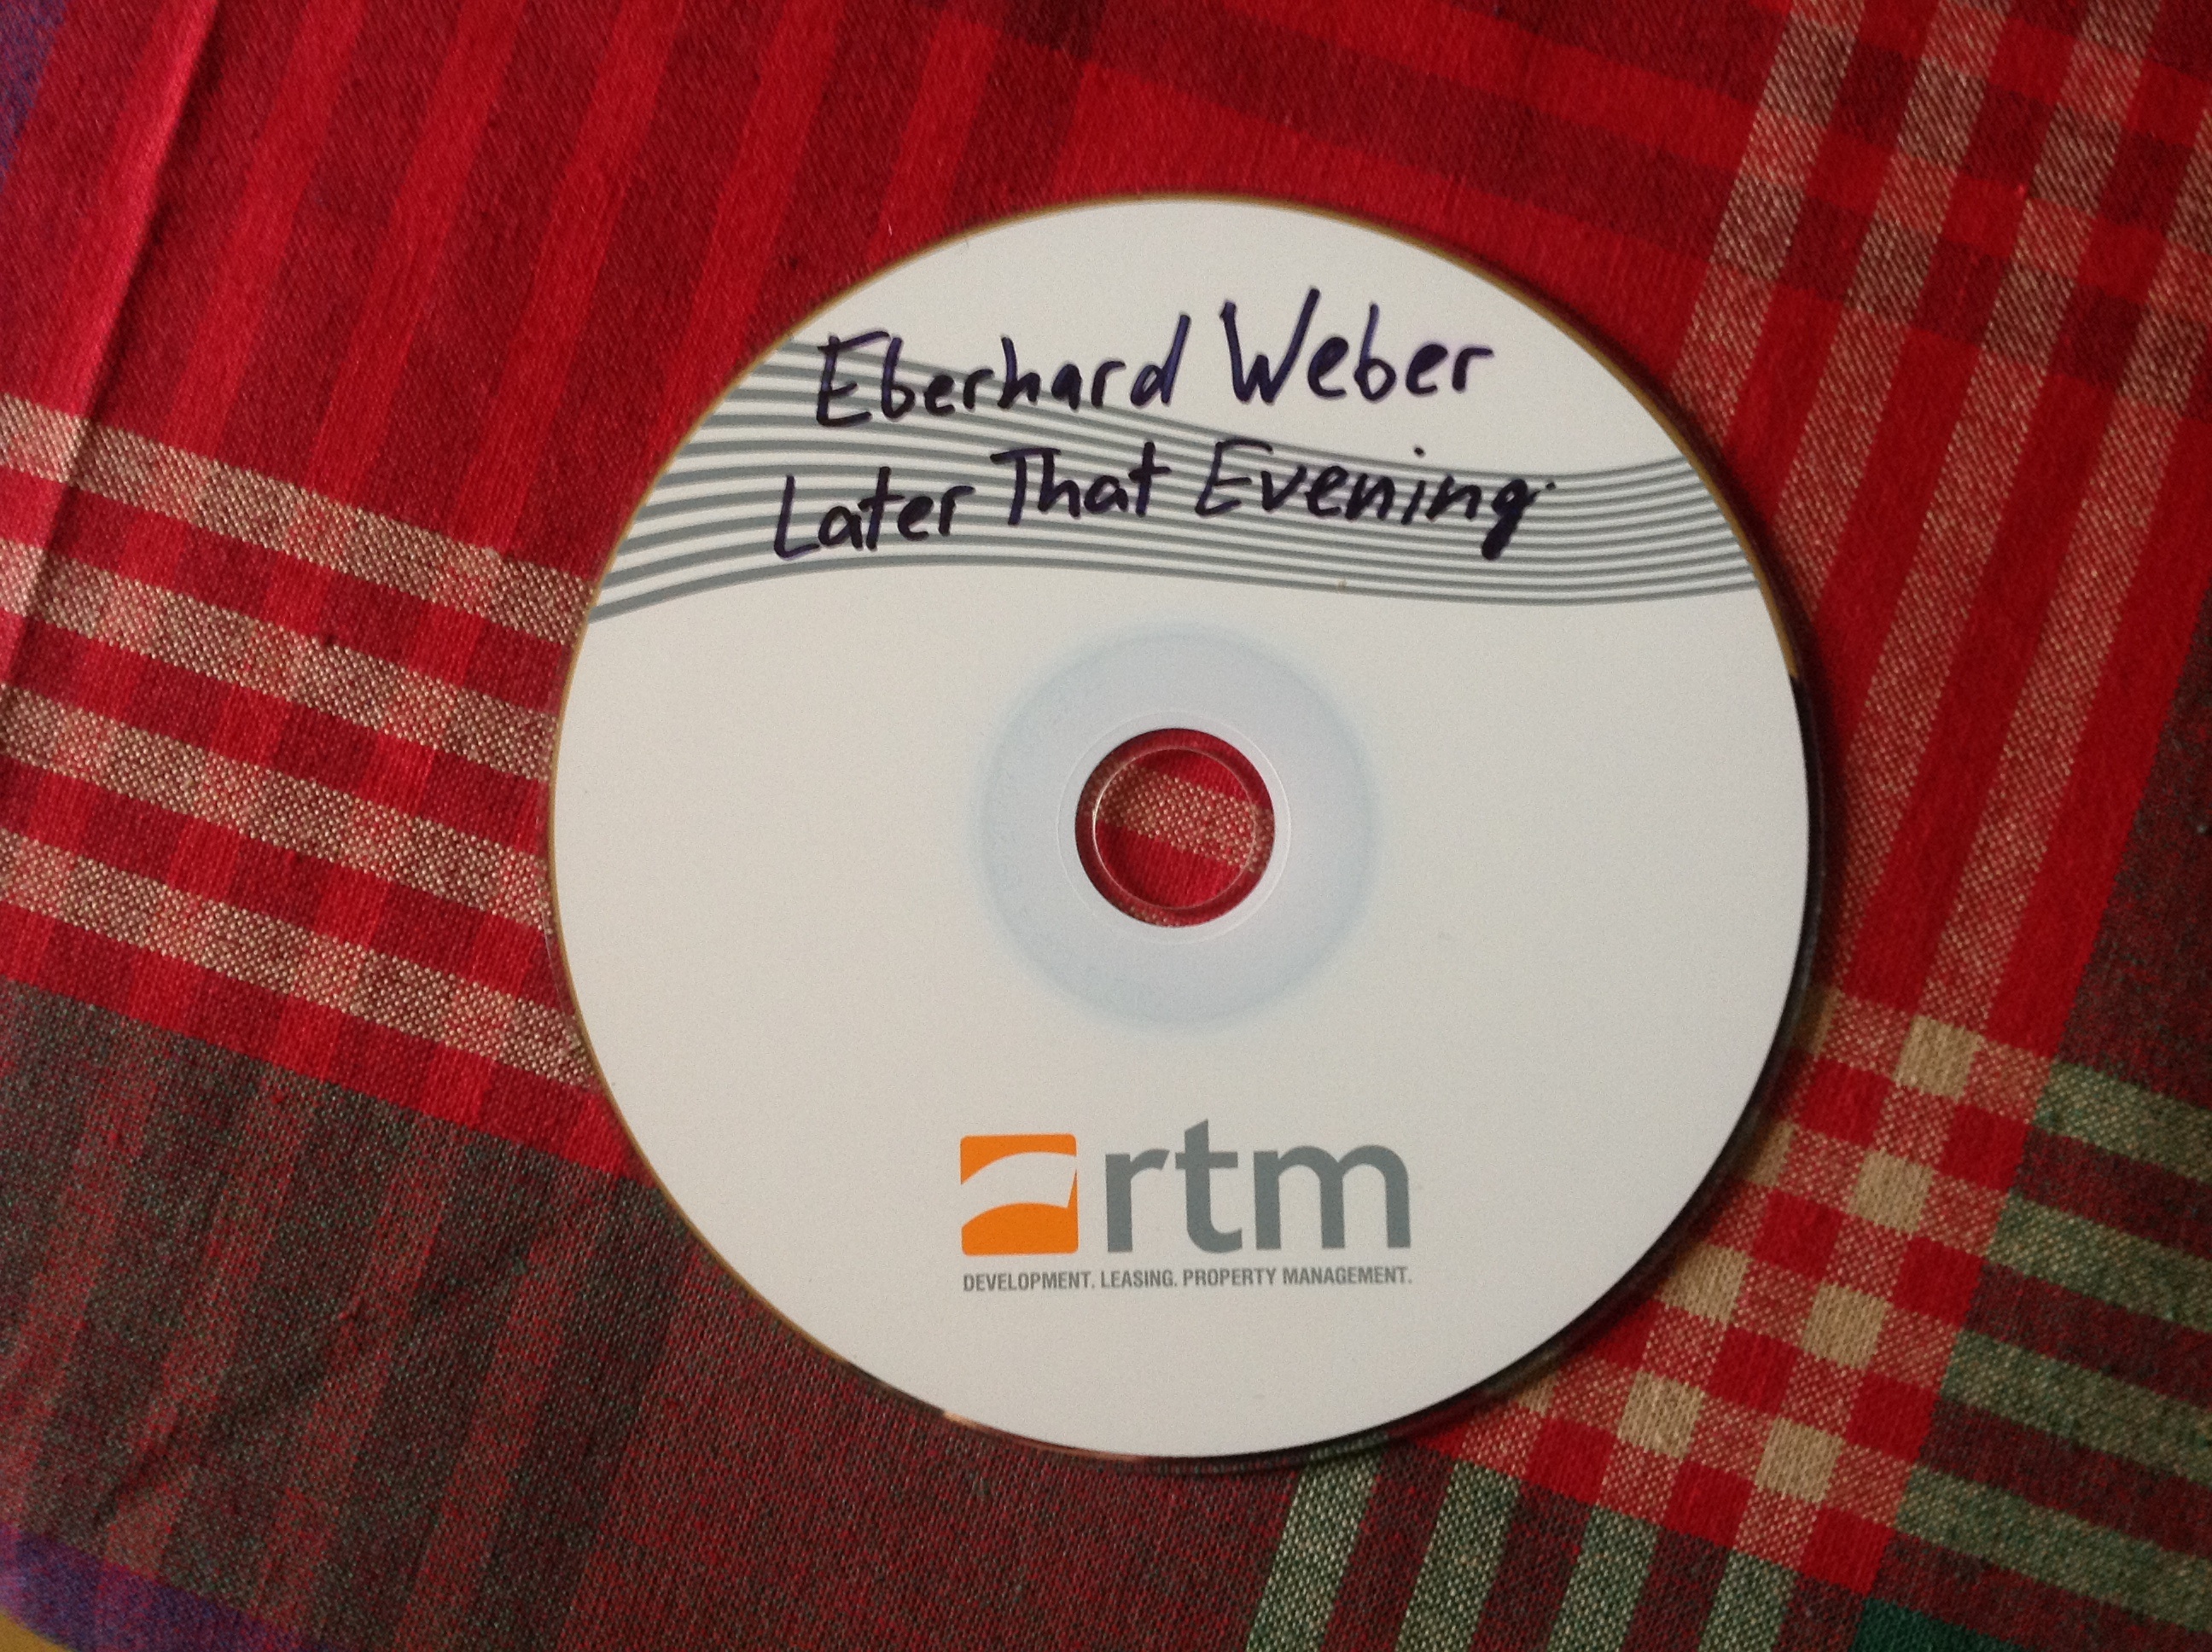 Eberhard Weber
Later That Evening.
rtm
DEVELOPMENT. LEASING. PROPERTY MANAGEMENT.